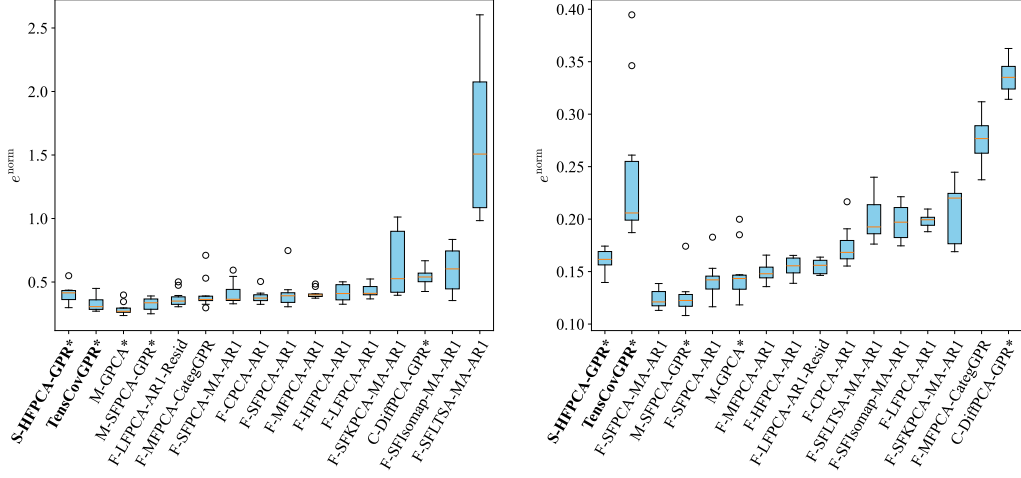 2.5
2.0
1.5
1.0
0.5
e^norm
S-HFPCA-GPR*
TensCovGPR*
M-GPCA*
M-SFPCA-GPR*
F-LFPCA-AR1-Resid
F-MFPCA-CategGPR
F-SFPCA-MA-AR1
F-CPCA-AR1
F-SFPCA-AR1
F-MFPCA-AR1
F-HFPCA-AR1
F-LFPCA-AR1
F-SFKPCA-MA-AR1
C-DiffPCA-GPR*
F-SFIsomap-MA-AR1
F-SFLTSA-MA-AR1
0.40
0.35
0.30
0.25
0.20
0.15
0.10
e^norm
S-HFPCA-GPR*
TensCovGPR*
F-SFPCA-MA-AR1
M-SFPCA-GPR*
F-SFPCA-AR1
M-GPCA*
F-MFPCA-AR1
F-HFPCA-AR1
F-LFPCA-AR1-Resid
F-CPCA-AR1
F-SFLTSA-MA-AR1
F-SFIsomap-MA-AR1
F-LFPCA-AR1
F-SFKPCA-MA-AR1
F-MFPCA-CategGPR
C-DiffPCA-GPR*